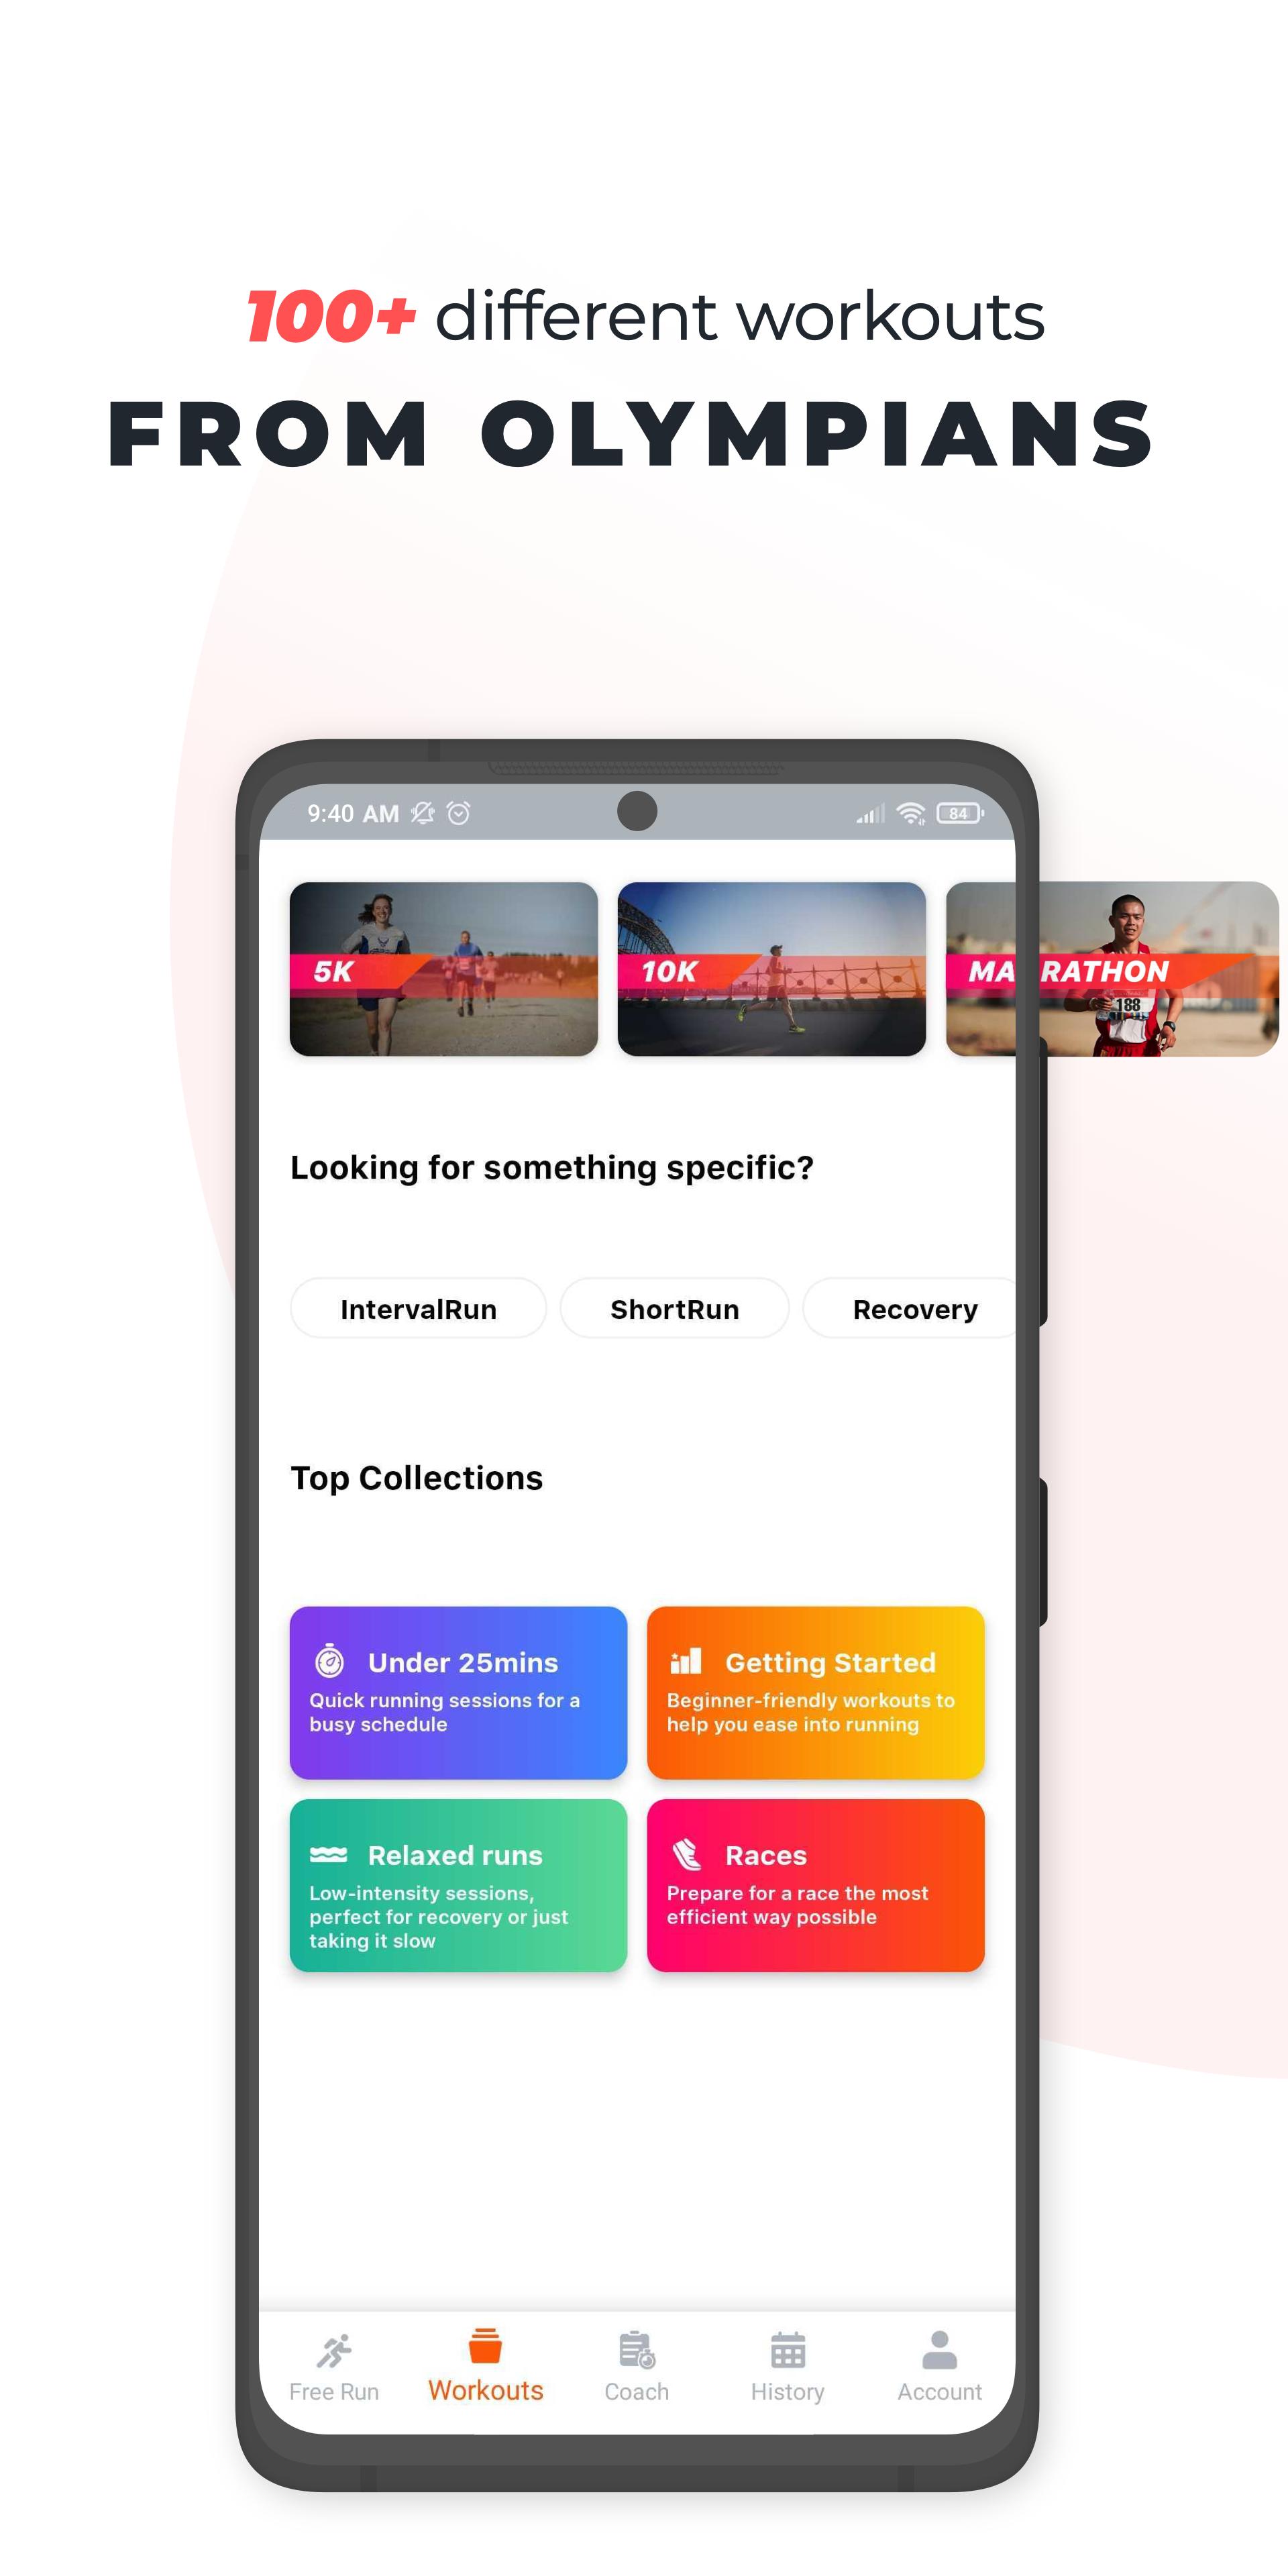 100+ different workouts
FROM OLYMPIANS
9:40 AM
84
5K
10K
MARATHON
188
Looking for something specific?
IntervalRun
ShortRun
Recovery
Top Collections
Under 25mins
Quick running sessions for a
busy schedule
Getting Started
Beginner-friendly workouts to
help you ease into running
Relaxed runs
Low-intensity sessions,
perfect for recovery or just
taking it slow
Races
Prepare for a race the most
efficient way possible
Free Run
Workouts
Coach
History
Account